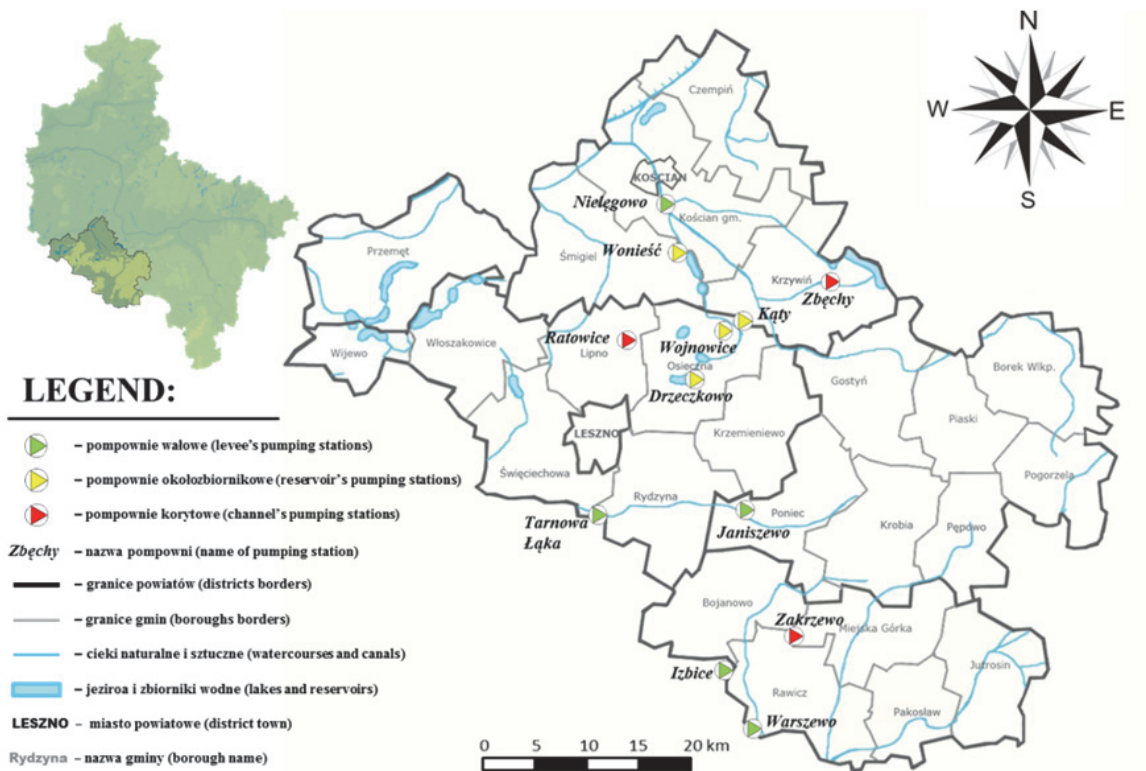 N
W
E
S
Czempiń
KOŚCIAN
Nielęgowo
Kościan gm.
Przemęt
Śmigiel
Wonieść
Krzywiń
Zbęchy
Kąty
Wijewo
Włoszakowice
Ratowice
Lipno
Wojnowice
Osieczna
Drzeczkowo
Gostyń
Borek Wlkp.
Piaski
LESZNO
Krzemieniewo
Święciechowa
Pogorzela
Rydzyna
Tarnowa
Łąka
Janiszewo
Poniec
Krobia
Pępowo
Bojanowo
Zakrzewo
Miejska Górka
Jutrosin
Izbice
Rawicz
Pakosław
Warszewo
0 5 10 15 20 km
LEGEND:
– pompownie wałowe (levee's pumping stations)
– pompownie okołozbiornikowe (reservoir's pumping stations)
– pompownie korytowe (channel's pumping stations)
Zbęchy – nazwa pompowni (name of pumping station)
– granice powiatów (districts borders)
– granice gmin (boroughs borders)
– cieki naturalne i sztuczne (watercourses and canals)
– jeziroa i zbiorniki wodne (lakes and reservoirs)
LESZNO – miasto powiatowe (district town)
Rydzyna – nazwa gminy (borough name)